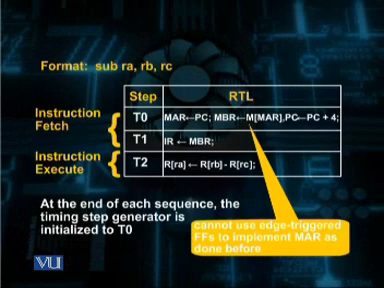 Format: sub ra, rb, rc
Step RTL
Instruction Fetch
T0 MAR←PC; MBR←M[MAR],PC←PC + 4;
T1 IR ← MBR;
Instruction Execute
T2 R[ra] ← R[rb] - R[rc];
At the end of each sequence, the
timing step generator is
initialized to T0
cannot use edge-triggered
FFs to implement MAR as
done before
VU